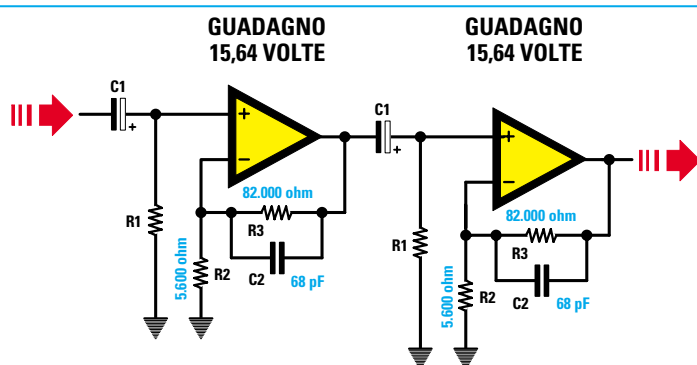 GUADAGNO
15,64 VOLTE
GUADAGNO
15,64 VOLTE
C1
+
+
−
R1
82.000 ohm
R3
C2
68 pF
R2
5.600 ohm
C1
+
+
−
R1
82.000 ohm
R3
C2
68 pF
R2
5.600 ohm